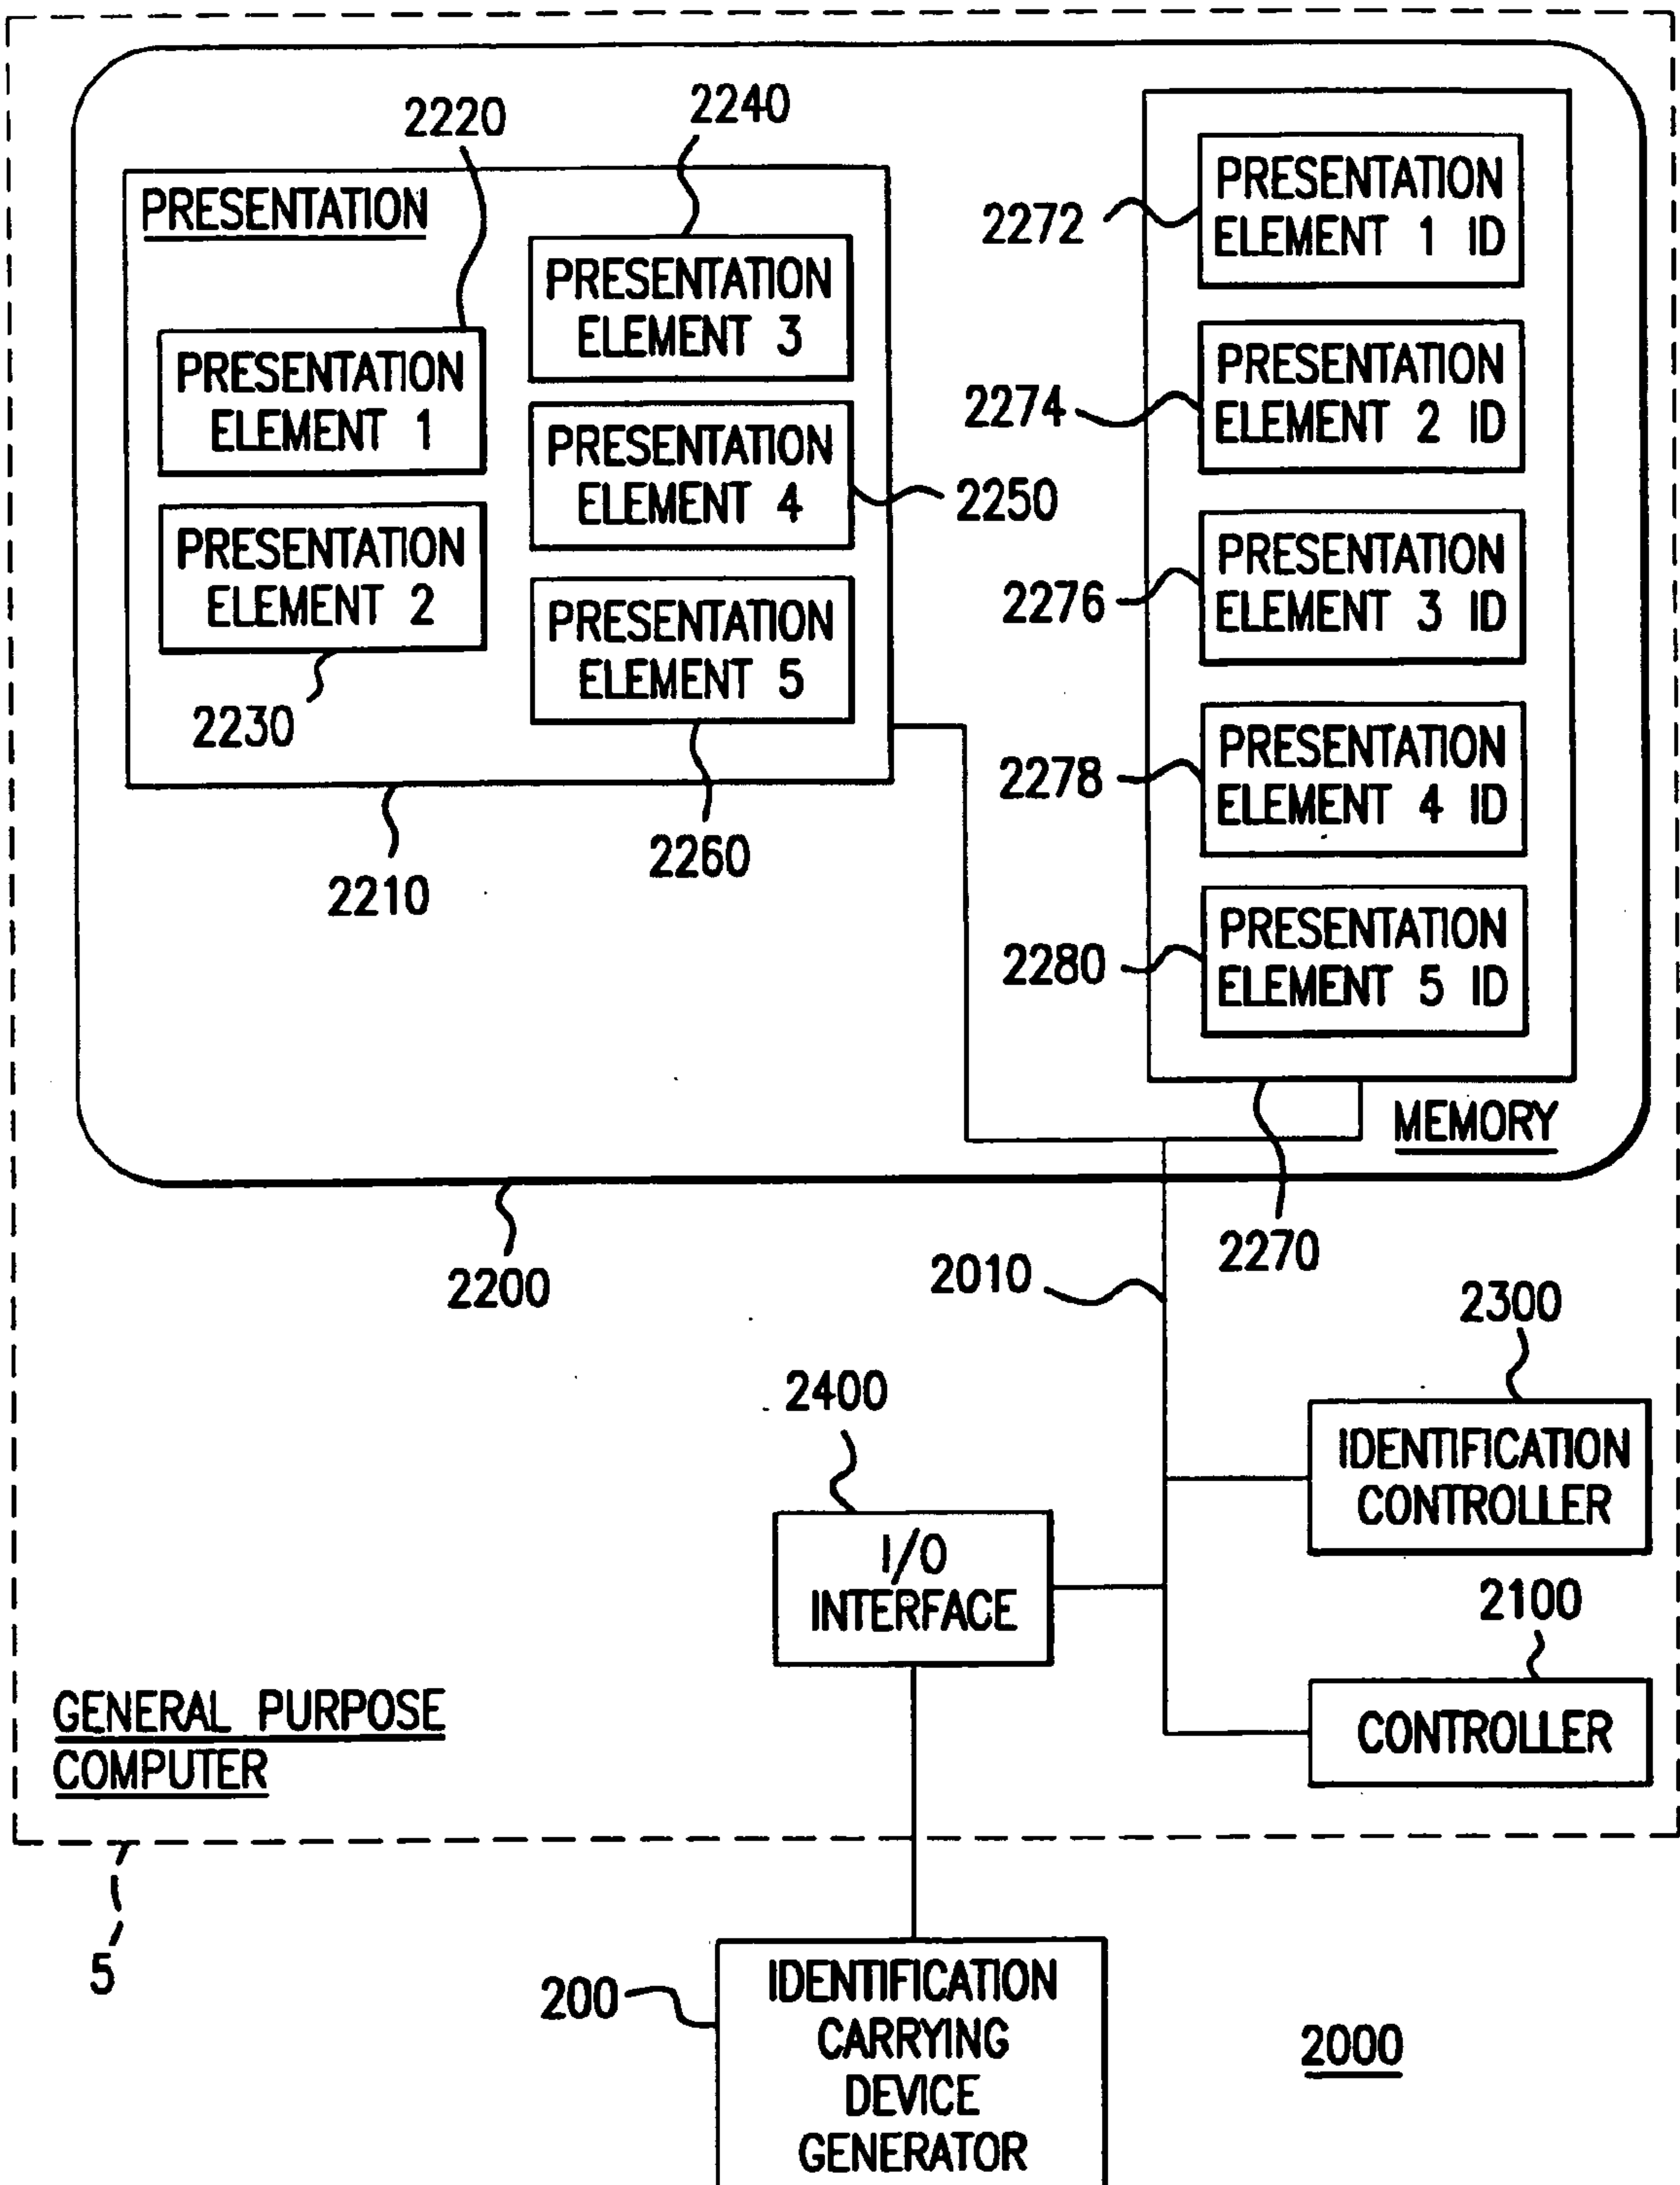 2220
2240
PRESENTATION
PRESENTATION
ELEMENT 1
PRESENTATION
ELEMENT 2
2230
PRESENTATION
ELEMENT 3
PRESENTATION
ELEMENT 4
2250
PRESENTATION
ELEMENT 5
2260
2210
2272
PRESENTATION
ELEMENT 1 ID
2274
PRESENTATION
ELEMENT 2 ID
2276
PRESENTATION
ELEMENT 3 ID
2278
PRESENTATION
ELEMENT 4 ID
2280
PRESENTATION
ELEMENT 5 ID
MEMORY
2200
2010
2270
2300
IDENTIFICATION
CONTROLLER
2400
I/O
INTERFACE
2100
CONTROLLER
GENERAL PURPOSE
COMPUTER
5
200
IDENTIFICATION
CARRYING
DEVICE
GENERATOR
2000